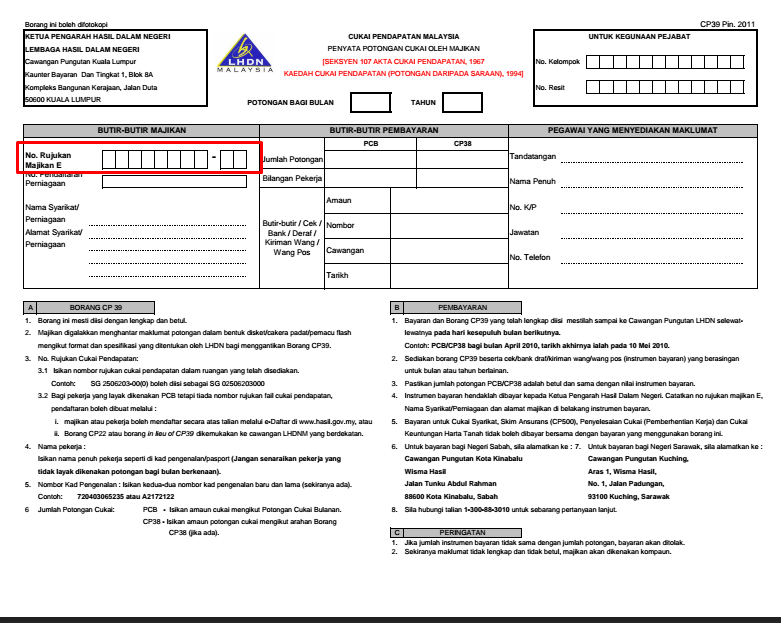 Borang ini boleh difotokopi
CP39 Pin. 2011
KETUA PENGARAH HASIL DALAM NEGERI
LEMBAGA HASIL DALAM NEGERI
Cawangan Pungutan Kuala Lumpur
Kaunter Bayaran Dan Tingkat 1, Blok 8A
Kompleks Bangunan Kerajaan, Jalan Duta
50600 KUALA LUMPUR
LHDN
MALAYSIA
CUKAI PENDAPATAN MALAYSIA
PENYATA POTONGAN CUKAI OLEH MAJIKAN
[SEKSYEN 107 AKTA CUKAI PENDAPATAN, 1967
KAEDAH CUKAI PENDAPATAN (POTONGAN DARIPADA SARAAN), 1994]
POTONGAN BAGI BULAN
TAHUN
UNTUK KEGUNAAN PEJABAT
No. Kelompok
No. Resit
BUTIR-BUTIR MAJIKAN
No. Rujukan
Majikan E
-
No. Pendaftaran
Perniagaan
Nama Syarikat/
Perniagaan
Alamat Syarikat/
Perniagaan
BUTIR-BUTIR PEMBAYARAN
PCB CP38
Jumlah Potongan
Bilangan Pekerja
Butir-butir / Cek /
Bank / Deraf /
Kiriman Wang /
Wang Pos
Amaun
Nombor
Cawangan
Tarikh
PEGAWAI YANG MENYEDIAKAN MAKLUMAT
Tandatangan
Nama Penuh
No. K/P
Jawatan
No. Telefon
A BORANG CP 39
1. Borang ini mesti diisi dengan lengkap dan betul.
2. Majikan digalakkan menghantar maklumat potongan dalam bentuk disket/cakera padat/pemacu flash
mengikut format dan spesifikasi yang ditentukan oleh LHDN bagi menggantikan Borang CP39.
3. No. Rujukan Cukai Pendapatan:
3.1 Isikan nombor rujukan cukai pendapatan dalam ruangan yang telah disediakan.
Contoh: SG 2506203-00(0) boleh diisi sebagai SG 02506203000
3.2 Bagi pekerja yang layak dikenakan PCB tetapi tiada nombor rujukan fail cukai pendapatan,
pendaftaran boleh dibuat melalui :
i. majikan atau pekerja boleh mendaftar secara atas talian melalui e-Daftar di www.hasil.gov.my, atau
ii. Borang CP22 atau borang in lieu of CP39 dikemukakan ke cawangan LHDNM yang berdekatan.
4. Nama pekerja :
Isikan nama penuh pekerja seperti di kad pengenalan/pasport (Jangan senaraikan pekerja yang
tidak layak dikenakan potongan bagi bulan berkenaan).
5. Nombor Kad Pengenalan : Isikan kedua-dua nombor kad pengenalan baru dan lama (sekiranya ada).
Contoh: 720403065235 atau A2172122
6 Jumlah Potongan Cukai: PCB - Isikan amaun cukai mengikut Potongan Cukai Bulanan.
CP38 - Isikan amaun potongan cukai mengikut arahan Borang
CP38 (jika ada).
B PEMBAYARAN
1. Bayaran dan Borang CP39 yang telah lengkap diisi mestilah sampai ke Cawangan Pungutan LHDN selewat-
lewatnya pada hari kesepuluh bulan berikutnya.
Contoh: PCB/CP38 bagi bulan April 2010, tarikh akhirnya ialah pada 10 Mei 2010.
2. Sediakan borang CP39 beserta cek/bank draf/kiriman wang/wang pos (instrumen bayaran) yang berasingan
untuk bulan atau tahun berlainan.
3. Pastikan jumlah potongan PCB/CP38 adalah betul dan sama dengan nilai instrumen bayaran.
4. Instrumen bayaran hendaklah dibayar kepada Ketua Pengarah Hasil Dalam Negeri. Catatkan no rujukan majikan E,
Nama Syarikat/Perniagaan dan alamat majikan di belakang instrumen bayaran.
5. Bayaran untuk Cukai Syarikat, Skim Ansuran (CP500), Penyelesaian Cukai (Pemberhentian Kerja) dan Cukai
Keuntungan Harta Tanah tidak boleh dibayar bersama dengan bayaran yang menggunakan borang ini.
6. Untuk bayaran bagi Negeri Sabah, sila alamatkan ke : 7. Untuk bayaran bagi Negeri Sarawak, sila alamatkan ke :
Cawangan Pungutan Kota Kinabalu Cawangan Pungutan Kuching,
Wisma Hasil Aras 1, Wisma Hasil,
Jalan Tunku Abdul Rahman No. 1, Jalan Padungan,
88600 Kota Kinabalu, Sabah 93100 Kuching, Sarawak
8. Sila hubungi talian 1-300-88-3010 untuk sebarang pertanyaan lanjut.
C PERINGATAN
1. Jika jumlah instrumen bayaran tidak sama dengan jumlah potongan, bayaran akan ditolak.
2. Sekiranya maklumat tidak lengkap dan tidak betul, majikan akan dikenakan kompaun.